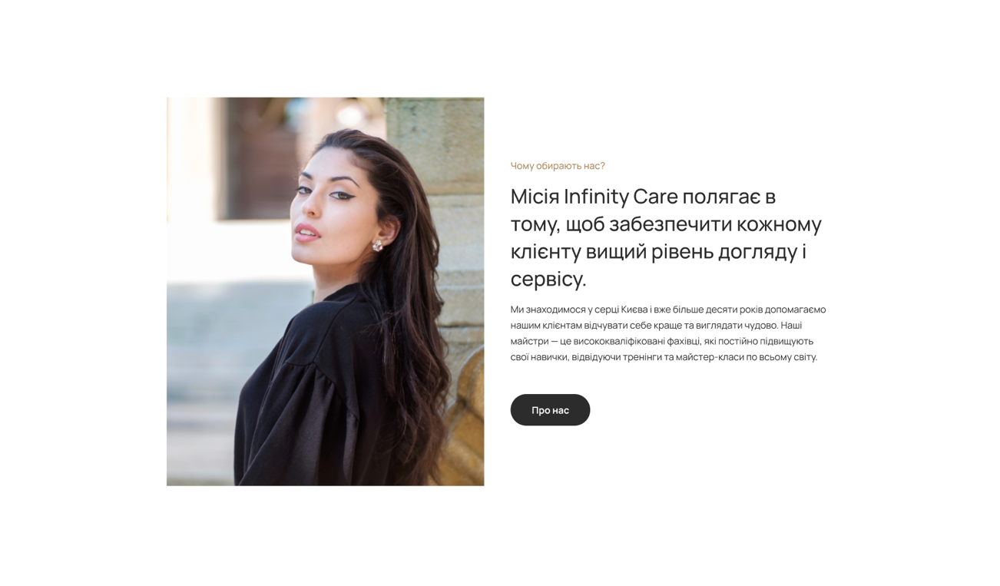 Чому обирають нас?
Місія Infinity Care полягає в
тому, щоб забезпечити кожному
клієнту вищий рівень догляду і
сервісу.
Ми знаходимося у серці Києва і вже більше десяти років допомагаємо
нашим клієнтам відчувати себе краще та виглядати чудово. Наші
майстри — це висококваліфіковані фахівці, які постійно підвищують
свої навички, відвідуючи тренінги та майстер-класи по всьому світу.
Про нас